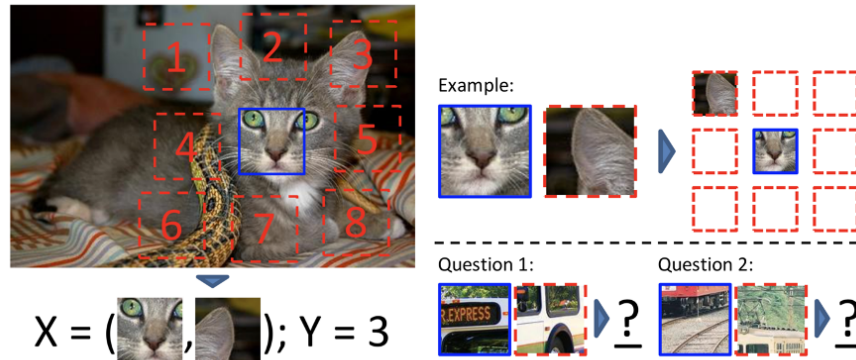 1
2
3
4
5
6
7
8
X = ( , ); Y = 3
Example:
Question 1:
R.EXPRESS
?
Question 2:
?